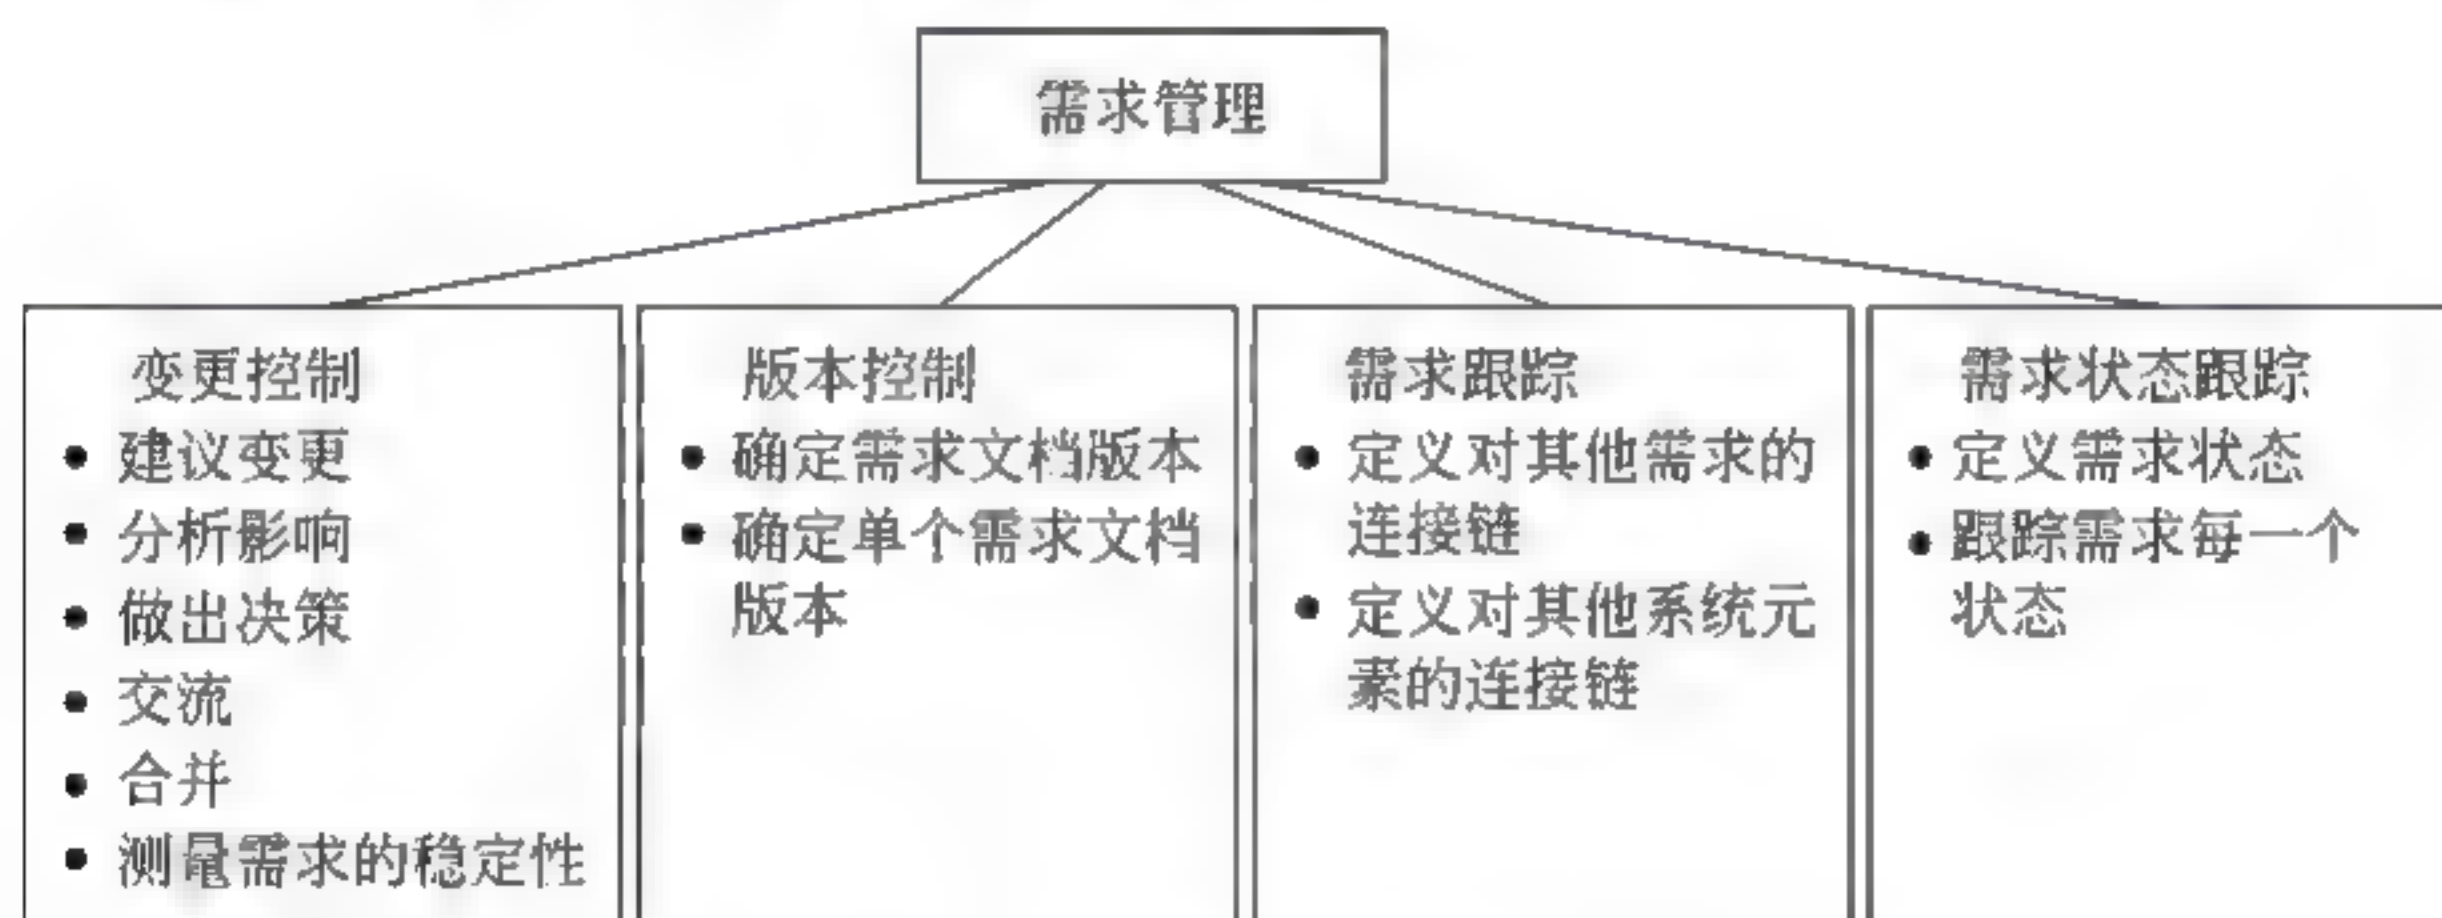 需求管理
变更控制
• 建议变更
• 分析影响
• 做出决策
• 交流
• 合并
• 测量需求的稳定性
版本控制
• 确定需求文档版本
• 确定单个需求文档
版本
需求跟踪
• 定义对其他需求的
连接链
• 定义对其他系统元
素的连接链
需求状态跟踪
• 定义需求状态
• 跟踪需求每一个
状态